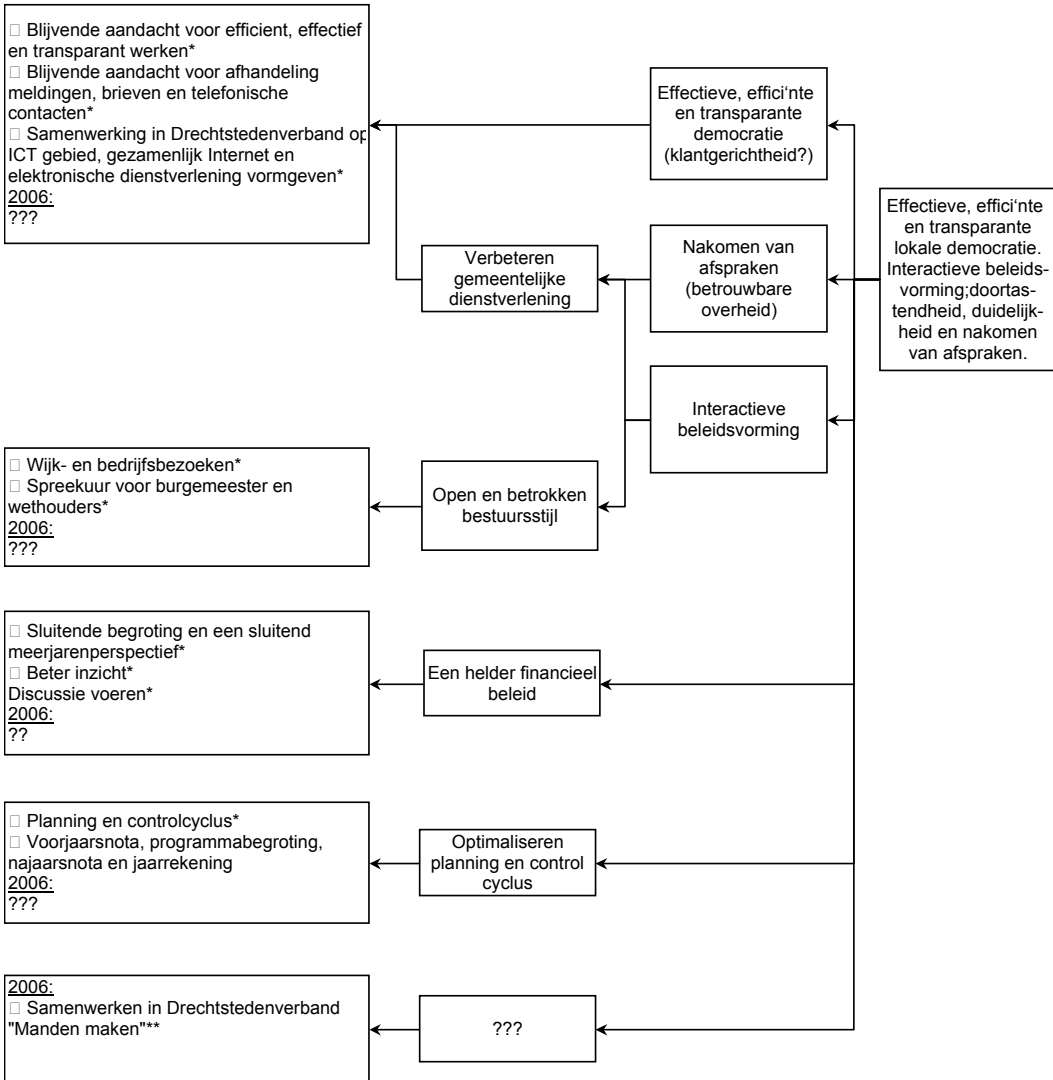 □ Blijvende aandacht voor efficient, effectief
en transparant werken*
□ Blijvende aandacht voor afhandeling
meldingen, brieven en telefonische
contacten*
□ Samenwerking in Drechtstedenverband op
ICT gebied, gezamenlijk Internet en
elektronische dienstverlening vormgeven*
2006:
???
Effectieve, effici‘nte
en transparante
democratie
(klantgerichtheid?)
Effectieve, effici‘nte
en transparante
lokale democratie.
Interactieve beleids-
vorming;doortas-
tendheid, duidelijk-
heid en nakomen
van afspraken.
Verbeteren
gemeentelijke
dienstverlening
Nakomen van
afspraken
(betrouwbare
overheid)
Interactieve
beleidsvorming
□ Wijk- en bedrijfsbezoeken*
□ Spreekuur voor burgemeester en
wethouders*
2006:
???
Open en betrokken
bestuursstijl
□ Sluitende begroting en een sluitend
meerjarenperspectief*
□ Beter inzicht*
Discussie voeren*
2006:
??
Een helder financieel
beleid
□ Planning en controlcyclus*
□ Voorjaarsnota, programmabegroting,
najaarsnota en jaarrekening
2006:
???
Optimaliseren
planning en control
cyclus
2006:
□ Samenwerken in Drechtstedenverband
"Manden maken"**
???